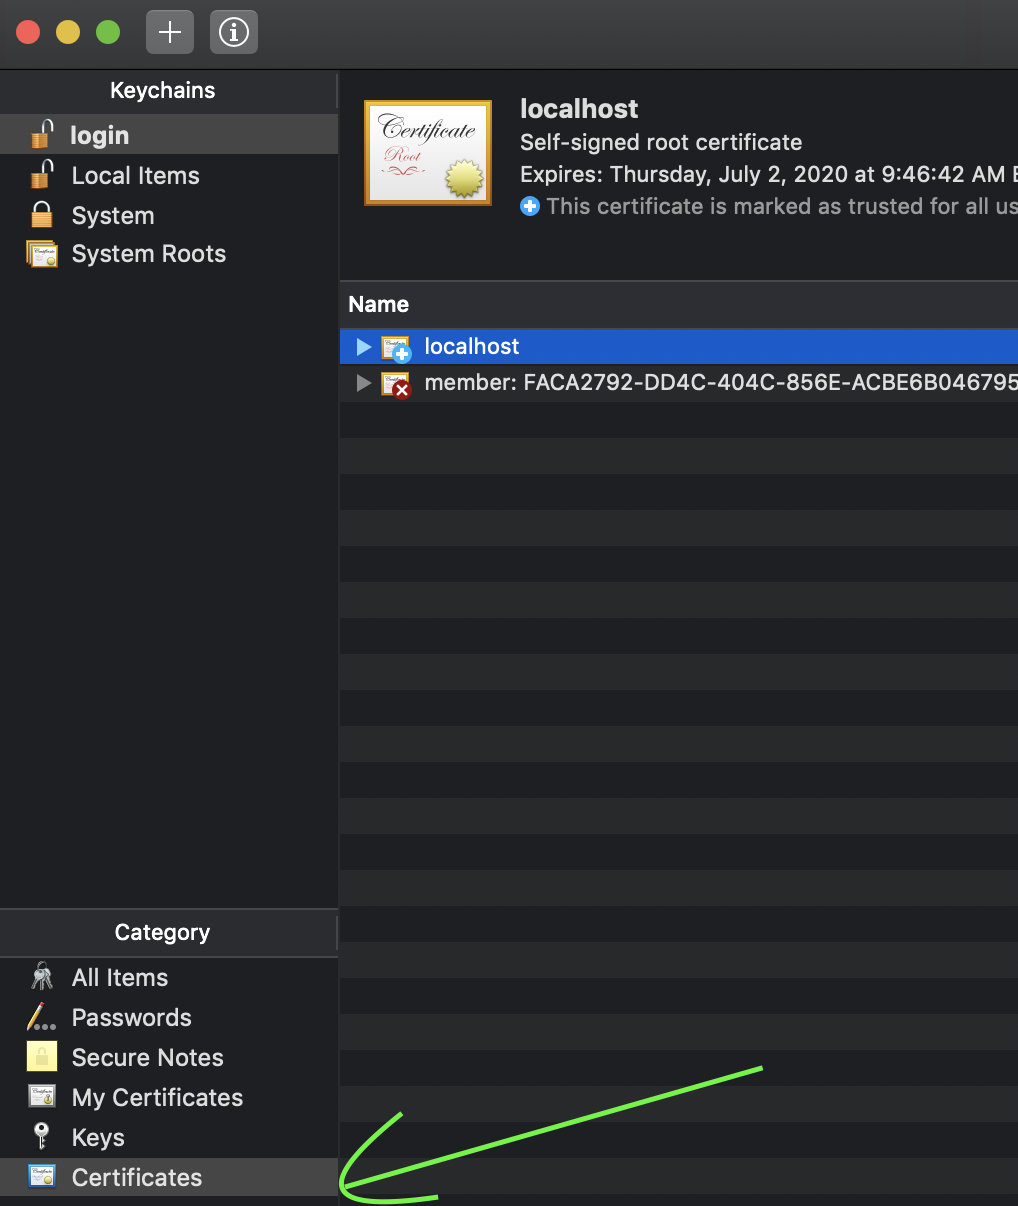 Keychains
login
Local Items
System
System Roots
Certificate
Root
localhost
Self-signed root certificate
Expires: Thursday, July 2, 2020 at 9:46:42 AM E
This certificate is marked as trusted for all us
Name
localhost
member: FACA2792-DD4C-404C-856E-ACBE6B046795
Category
All Items
Passwords
Secure Notes
My Certificates
Keys
Certificates